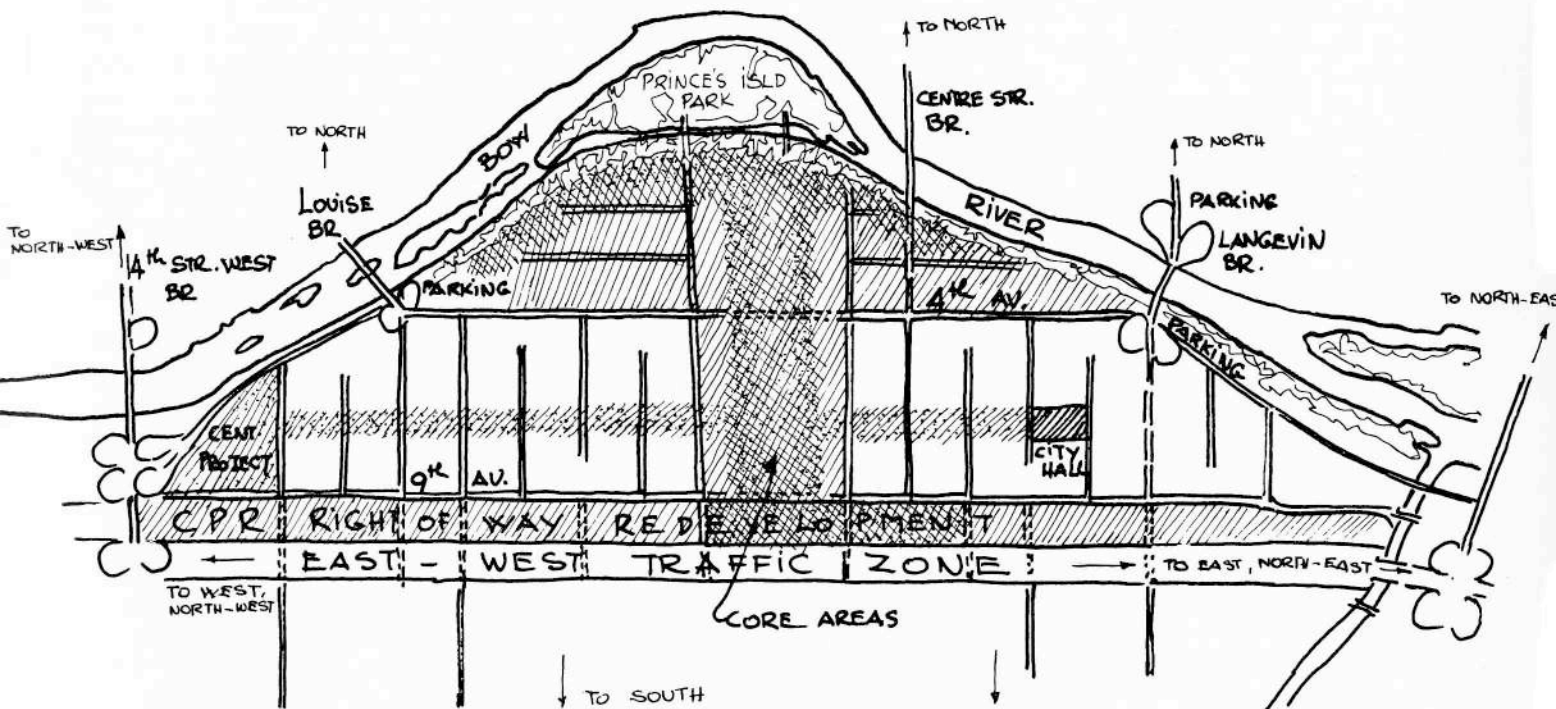 TO NORTH
PRINCE'S ISLD
PARK
CENTRE STR.
BR.
TO NORTH
BOW
TO NORTH
LOUISE
BR
RIVER
PARKING
LANGEVIN
BR.
TO
NORTH-WEST
14th STR. WEST
BR
PARKING
4th AV.
TO NORTH-EAST
PARKING
CENT.
PROTECT
9th AV.
CITY
HALL
CPR RIGHT OF WAY REDEVELOPMENT
EAST - WEST TRAFFIC ZONE
TO EAST, NORTH-EAST
TO WEST,
NORTH-WEST
CORE AREAS
TO SOUTH